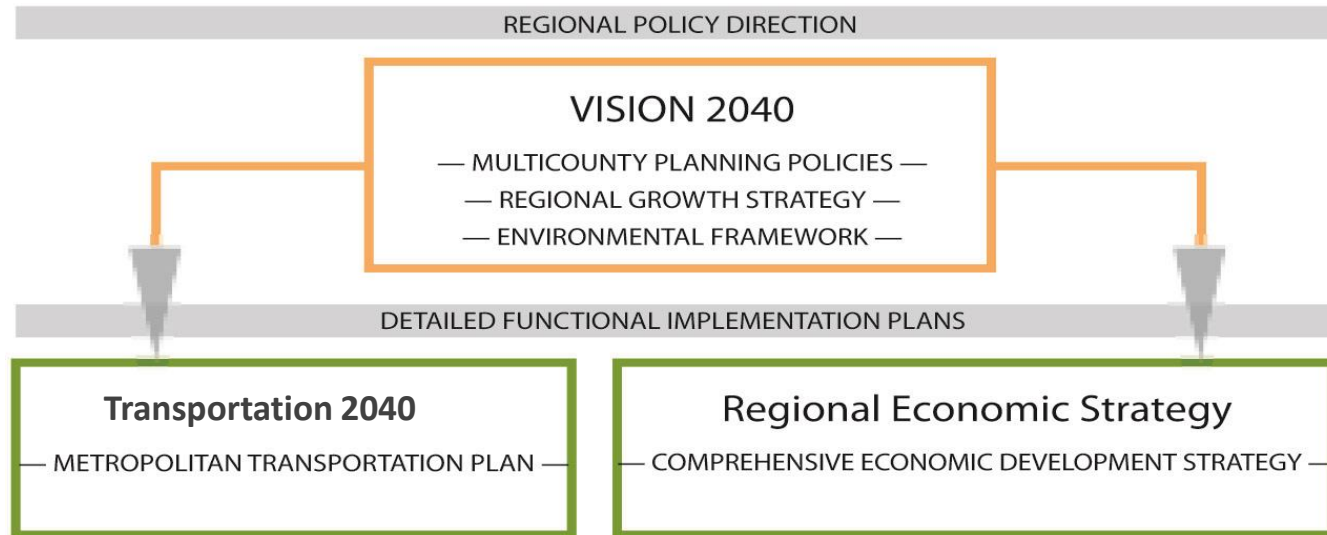 REGIONAL POLICY DIRECTION
VISION 2040
— MULTICOUNTY PLANNING POLICIES —
— REGIONAL GROWTH STRATEGY —
— ENVIRONMENTAL FRAMEWORK —
DETAILED FUNCTIONAL IMPLEMENTATION PLANS
Transportation 2040
— METROPOLITAN TRANSPORTATION PLAN —
Regional Economic Strategy
— COMPREHENSIVE ECONOMIC DEVELOPMENT STRATEGY —